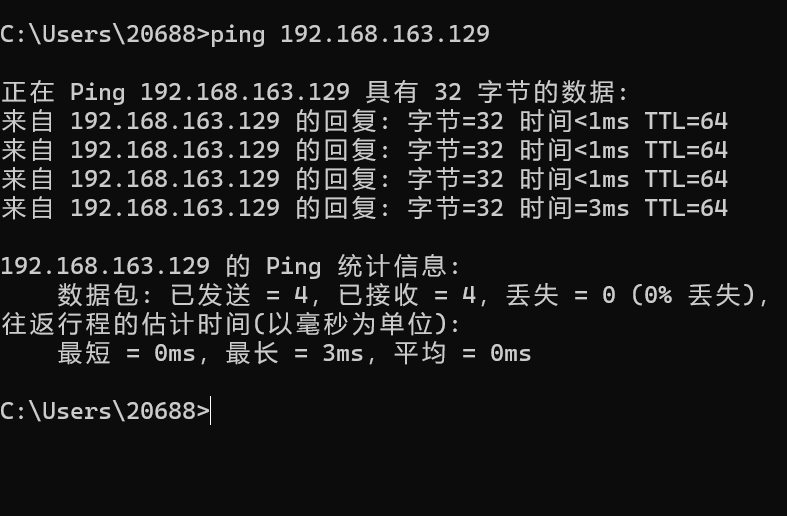 C:\Users\20688>ping 192.168.163.129
正在 Ping 192.168.163.129 具有 32 字节的数据:
来自 192.168.163.129 的回复: 字节=32 时间<1ms TTL=64
来自 192.168.163.129 的回复: 字节=32 时间<1ms TTL=64
来自 192.168.163.129 的回复: 字节=32 时间<1ms TTL=64
来自 192.168.163.129 的回复: 字节=32 时间=3ms TTL=64
192.168.163.129 的 Ping 统计信息:
    数据包: 已发送 = 4，已接收 = 4，丢失 = 0 (0% 丢失)，
往返行程的估计时间(以毫秒为单位):
    最短 = 0ms，最长 = 3ms，平均 = 0ms
C:\Users\20688>